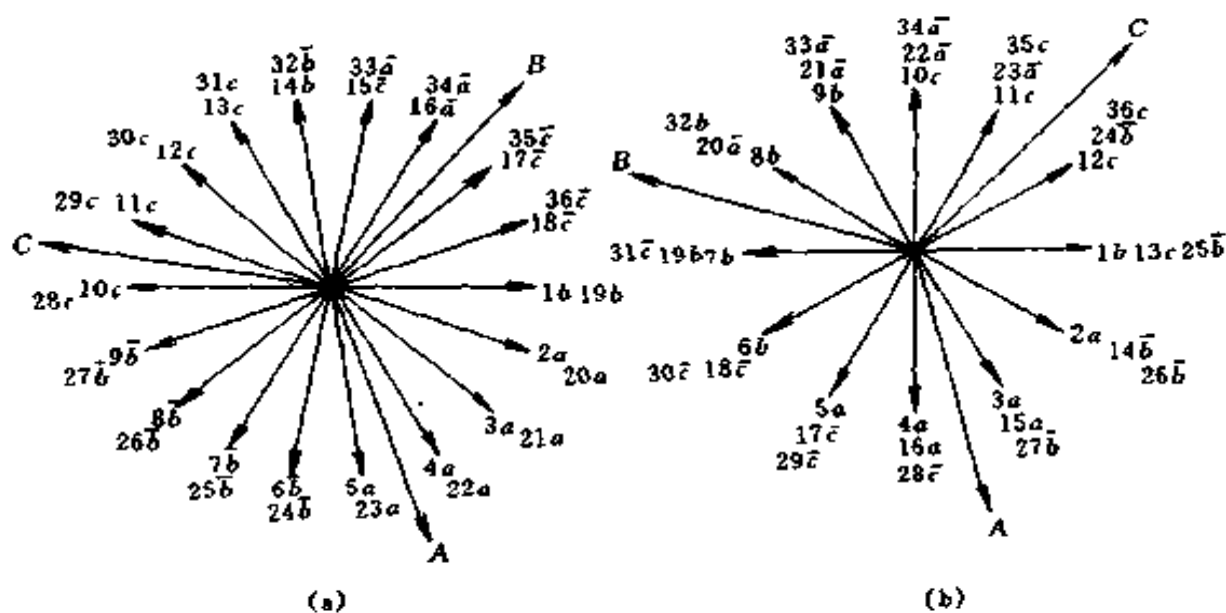 32b̄ 33ā
31c 14b 15c̄ 34ā B
13c 16ā
30c 12c 35c̄
17c̄
29c 11c 36c̄
18c̄
C
28c 10c 1b 19b
9b̄ 2a
27b̄ 20a
8b̄ 3a 21a
26b̄
7b̄ 4a 22a
25b̄ 6b̄ 5a
24b̄ 23a
A
(a)
34ā C
33ā 22ā 35c
21ā 10c 23ā
9b 11c
32b 36c
20ā 8b 24b̄
B 12c
31c̄ 19b 7b 1b 13c 25b̄
6b 2a 14b̄
30c̄ 18c̄ 26b̄
5a 4a 3a
17c̄ 16a 15a
29c̄ 28c̄ 27b̄
A
(b)